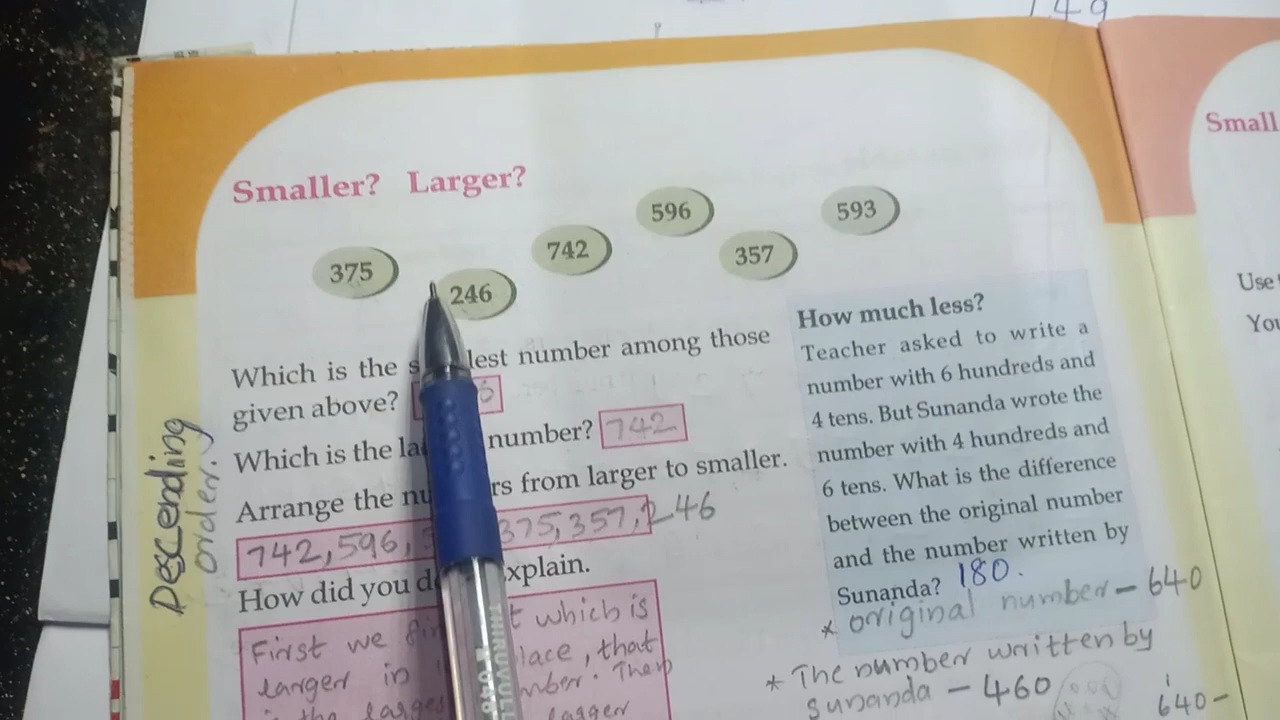 149
Smaller? Larger?
596
593
742
357
375
246
Small
Which is the lest number among those
given above?
Which is the number? 742
Arrange the rs from larger to smaller.
742, 596, 375, 357, 246
How did you xplain.
First we which is
larger in lace, that
Then
larger
Descending
order.
How much less?
Teacher asked to write a
number with 6 hundreds and
4 tens. But Sunanda wrote the
number with 4 hundreds and
6 tens. What is the difference
between the original number
and the number written by
Sunanda? 180.
* original number - 640
* The number written by
sunanda - 460
640 -
Use
You